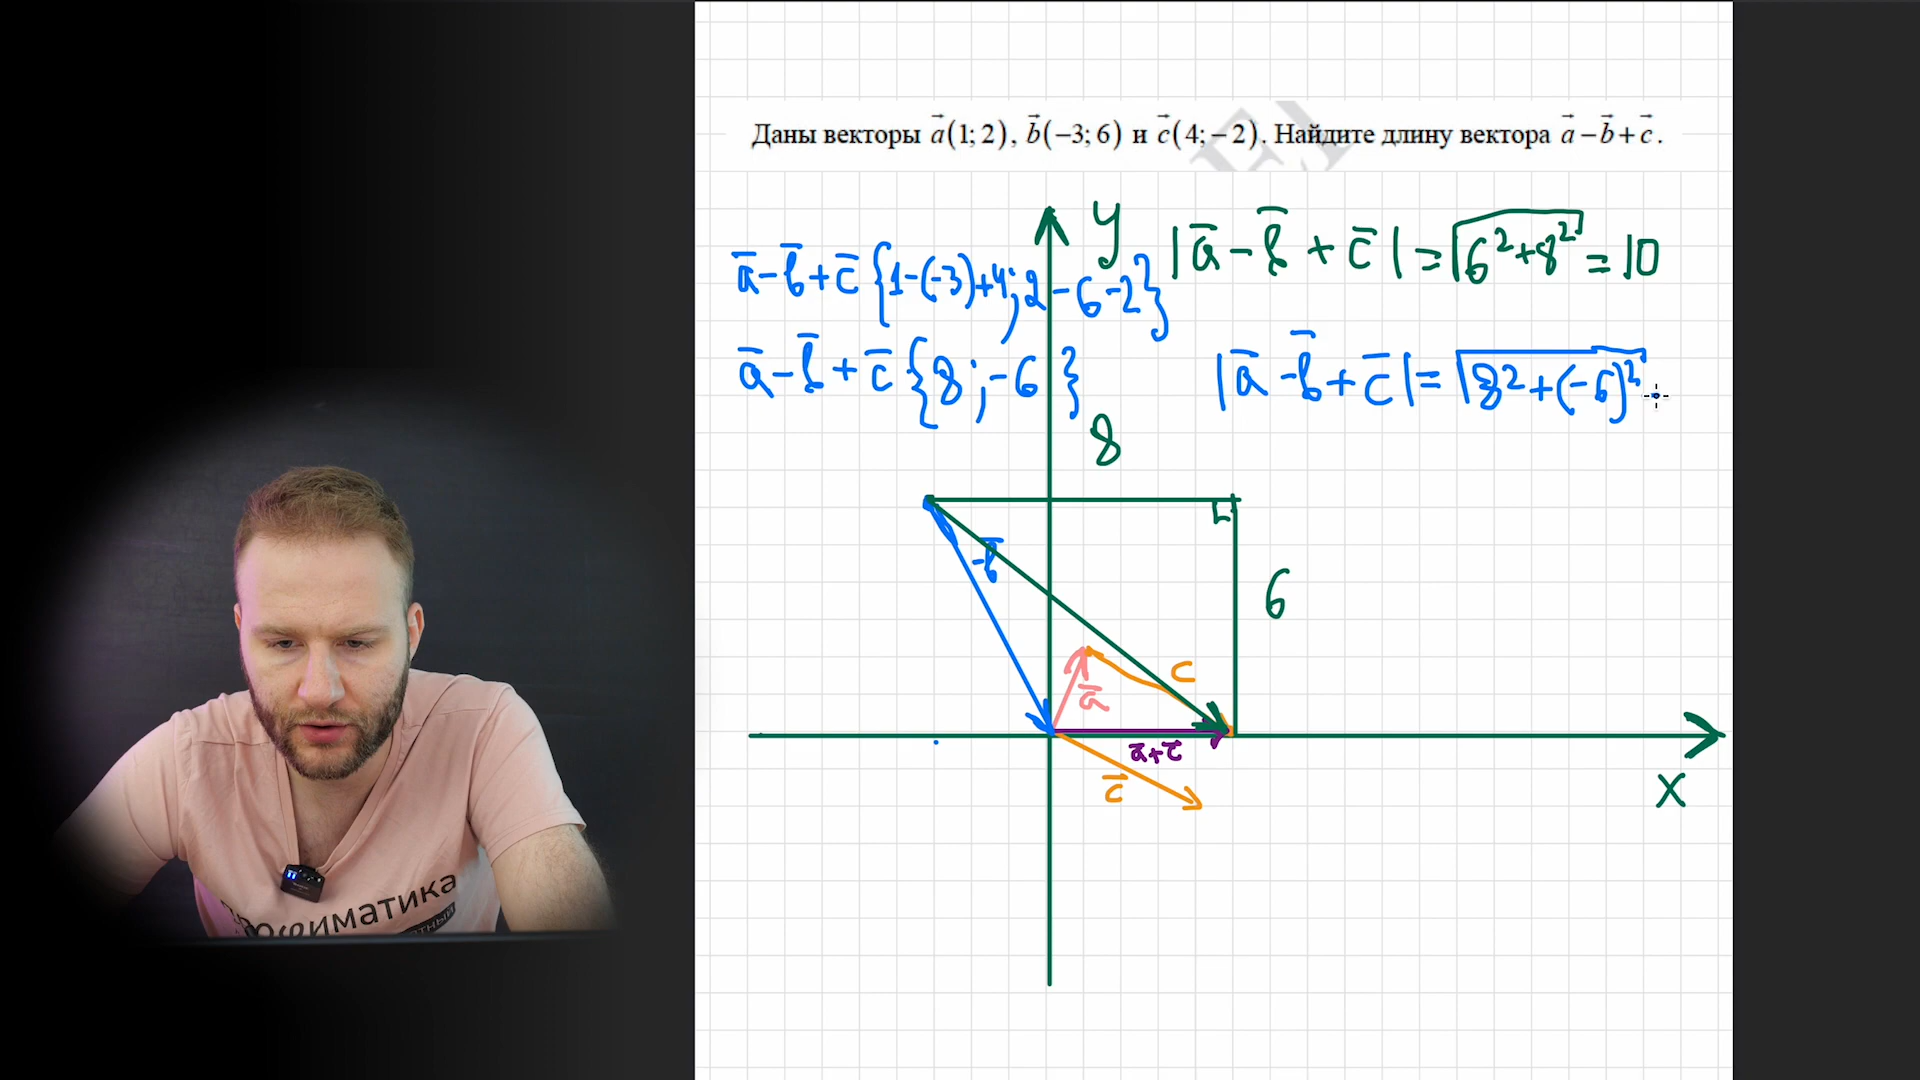 Даны векторы a⃗(1; 2), b⃗(−3; 6) и c⃗(4; −2). Найдите длину вектора a⃗ − b⃗ + c⃗.
y
|a̅ − b̅ + c̅| = √6² + 8² = 10
a̅ − b̅ + c̅ {1 − (−3) + 4; 2 − 6 − 2}
a̅ − b̅ + c̅ {8; −6}
|a̅ − b̅ + c̅| = √8² + (−6)²
8
−b̅
6
c
a̅
a̅ + c̅
c̅
x
матика